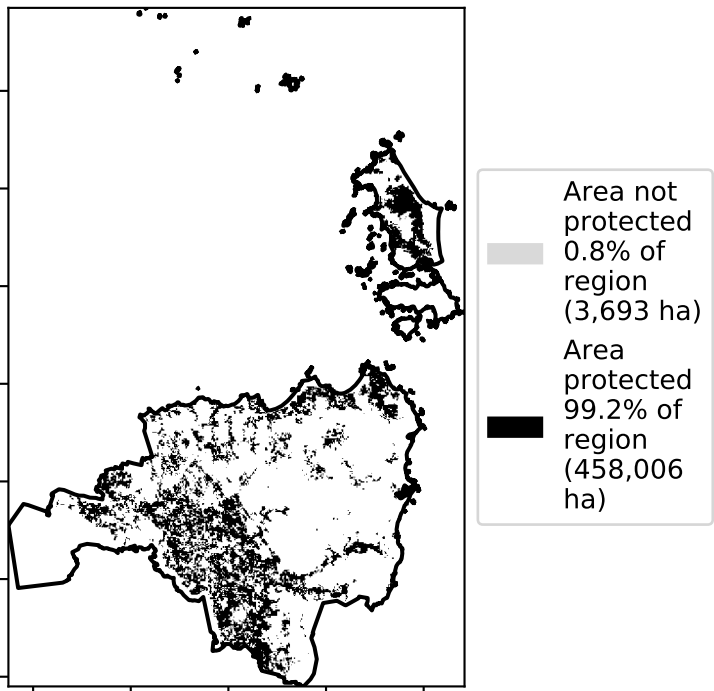 Area not
protected
0.8% of
region
(3,693 ha)
Area
protected
99.2% of
region
(458,006
ha)